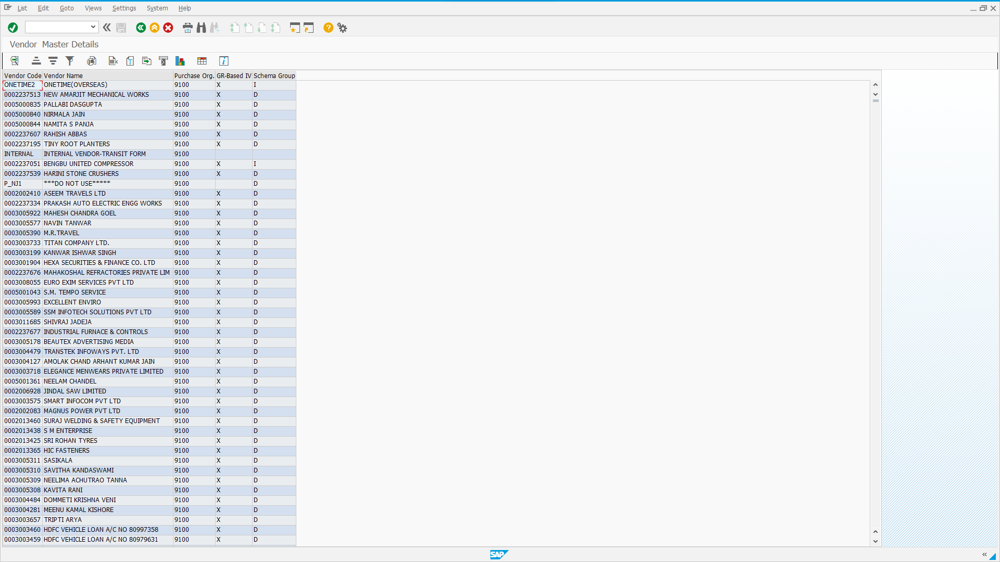 List Edit Goto Views Settings System Help
Vendor Master Details
Vendor Code Vendor Name Purchase Org. GR-Based IV Schema Group
ONETIME2 ONETIME(OVERSEAS) 9100 X I
0002237513 NEW AMARJIT MECHANICAL WORKS 9100 X D
0005000835 PALLABI DASGUPTA 9100 X D
0005000840 NIRMALA JAIN 9100 X D
0005000844 NAMITA S PANJA 9100 X D
0002237607 RAHISH ABBAS 9100 X D
0002237195 TINY ROOT PLANTERS 9100 X D
INTERNAL INTERNAL VENDOR-TRANSIT FORM 9100
0002237051 BENGBU UNITED COMPRESSOR 9100 X I
0002237539 HARINI STONE CRUSHERS 9100 X D
P_NJ1 ***DO NOT USE***** 9100 D
0002002410 ASEEM TRAVELS LTD 9100 X D
0002237334 PRAKASH AUTO ELECTRIC ENGG WORKS 9100 X D
0003005922 MAHESH CHANDRA GOEL 9100 X D
0003005577 NAVIN TANWAR 9100 X D
0003005390 M.R.TRAVEL 9100 X D
0003003733 TITAN COMPANY LTD. 9100 X D
0003003199 KANWAR ISHWAR SINGH 9100 X D
0003001904 HEXA SECURITIES & FINANCE CO. LTD 9100 X D
0002237676 MAHAKOSHAL REFRACTORIES PRIVATE LIM 9100 X D
0003008055 EURO EXIM SERVICES PVT LTD 9100 X D
0005001043 S.M. TEMPO SERVICE 9100 X D
0003005993 EXCELLENT ENVIRO 9100 X D
0003005589 SSM INFOTECH SOLUTIONS PVT LTD 9100 X D
0003011685 SHIVRAJ JADEJA 9100 X D
0002237677 INDUSTRIAL FURNACE & CONTROLS 9100 X D
0003005178 BEAUTEX ADVERTISING MEDIA 9100 X D
0003004479 TRANSTEK INFOWAYS PVT. LTD 9100 X D
0003004127 AMOLAK CHAND ARHANT KUMAR JAIN 9100 X D
0003003718 ELEGANCE MENWEARS PRIVATE LIMITED 9100 X D
0005001361 NEELAM CHANDEL 9100 X D
0002006928 JINDAL SAW LIMITED 9100 X D
0003003575 SMART INFOCOM PVT LTD 9100 X D
0002002083 MAGNUS POWER PVT LTD 9100 X D
0002013460 SURAJ WELDING & SAFETY EQUIPMENT 9100 X D
0002013438 S M ENTERPRISE 9100 X D
0002013425 SRI ROHAN TYRES 9100 X D
0002013365 HIC FASTENERS 9100 X D
0003005311 SASIKALA 9100 X D
0003005310 SAVITHA KANDASWAMI 9100 X D
0003005309 NEELIMA ACHUTRAO TANNA 9100 X D
0003005308 KAVITA RANI 9100 X D
0003004484 DOMMETI KRISHNA VENI 9100 X D
0003004281 MEENU KAMAL KISHORE 9100 X D
0003003657 TRIPTI ARYA 9100 X D
0003003460 HDFC VEHICLE LOAN A/C NO 80997358 9100 X D
0003003459 HDFC VEHICLE LOAN A/C NO 80979631 9100 X D
SAP